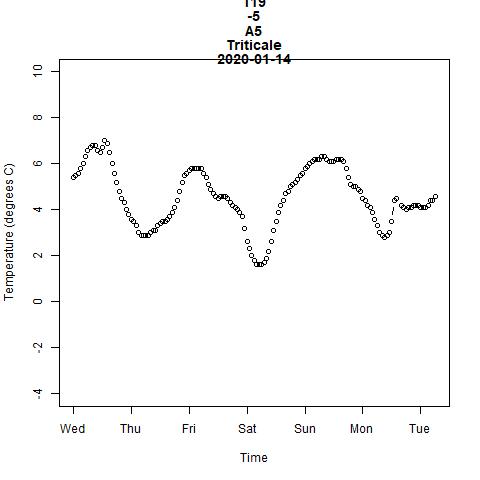 T19
-5
A5
Triticale
2020-01-14
Temperature (degrees C)
10
8
6
4
2
0
-2
-4
Wed Thu Fri Sat Sun Mon Tue
Time